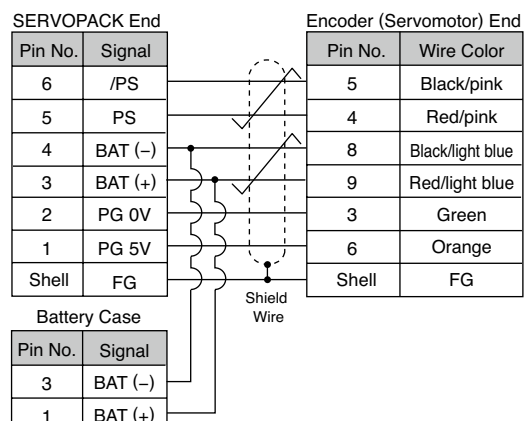 SERVOPACK End
Pin No. Signal
6 /PS
5 PS
4 BAT (−)
3 BAT (+)
2 PG 0V
1 PG 5V
Shell FG
Encoder (Servomotor) End
Pin No. Wire Color
5 Black/pink
4 Red/pink
8 Black/light blue
9 Red/light blue
3 Green
6 Orange
Shell FG
Shield
Wire
Battery Case
Pin No. Signal
3 BAT (−)
1 BAT (+)